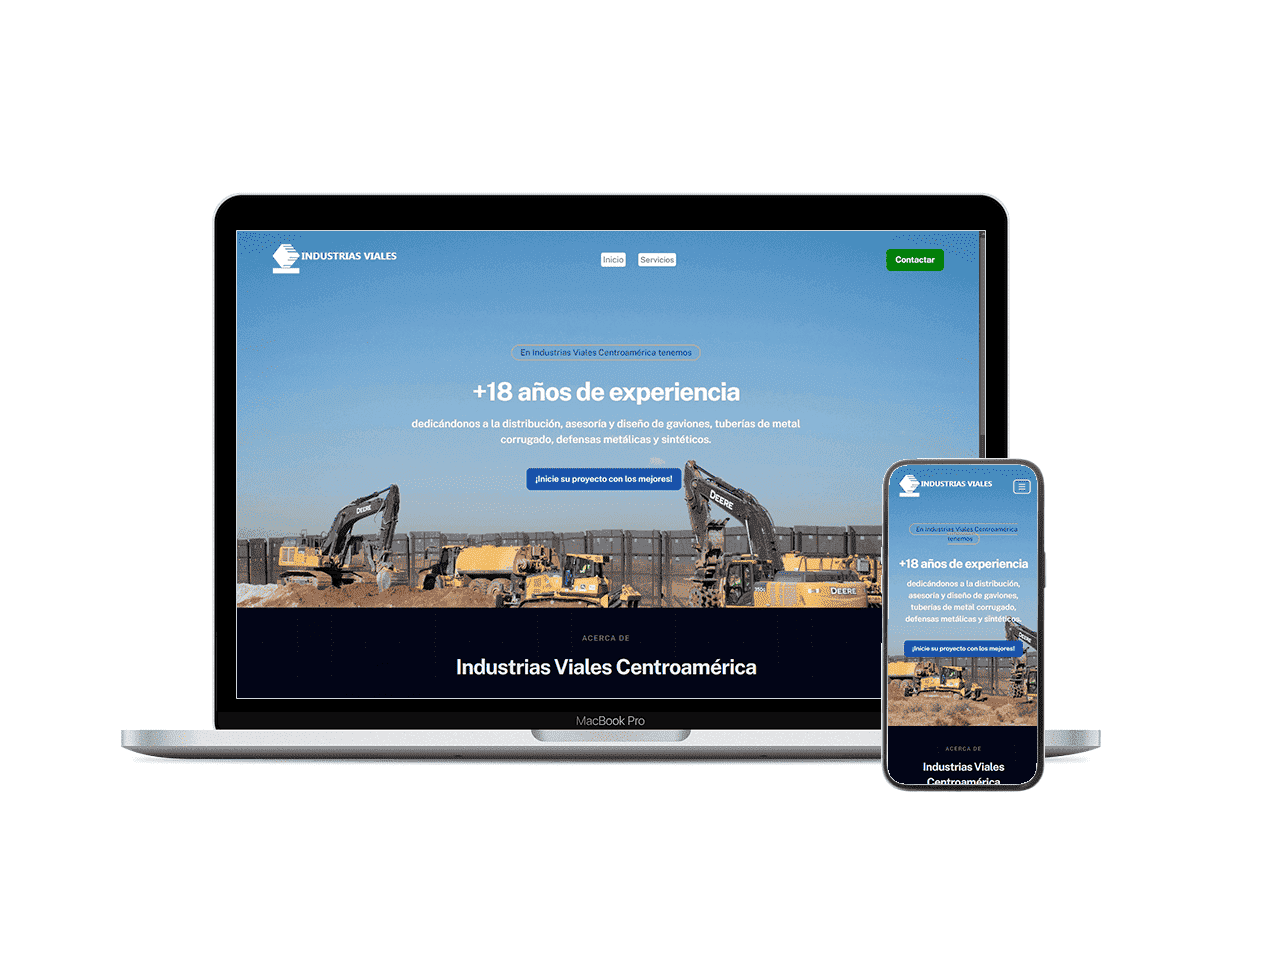 INDUSTRIAS VIALES
Inicio
Servicios
Contactar
En Industrias Viales Centroamérica tenemos
+18 años de experiencia
dedicándonos a la distribución, asesoría y diseño de gaviones, tuberías de metal
corrugado, defensas metálicas y sintéticos.
¡Inicie su proyecto con los mejores!
DEERE
DEERE
ACERCA DE
Industrias Viales Centroamérica
MacBook Pro
INDUSTRIAS VIALES
En Industrias Viales Centroamérica
tenemos
+18 años de experiencia
dedicándonos a la distribución,
asesoría y diseño de gaviones,
tuberías de metal corrugado,
defensas metálicas y sintéticos.
¡Inicie su proyecto con los mejores!
ACERCA DE
Industrias Viales
Centroamérica